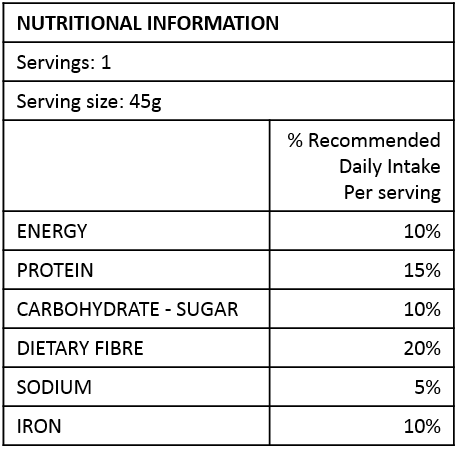 NUTRITIONAL INFORMATION
Servings: 1
Serving size: 45g
% Recommended
Daily Intake
Per serving
ENERGY 10%
PROTEIN 15%
CARBOHYDRATE - SUGAR 10%
DIETARY FIBRE 20%
SODIUM 5%
IRON 10%